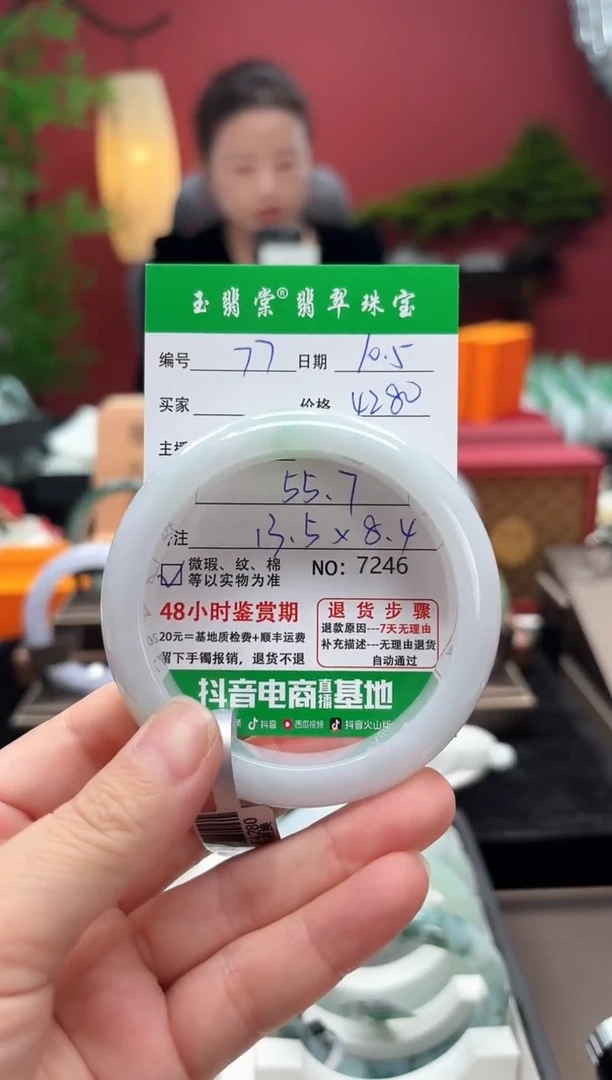 玉翡棠® 翡翠珠宝
编号 77 日期 10.5
买家 价格 4280
主播
55.7
注 13.5×8.4
微瑕、纹、棉
等以实物为准
NO: 7246
48小时鉴赏期
20元=基地质检费+顺丰运费
留下手镯报销，退货不退
退货步骤
退款原因---7天无理由
补充描述---无理由退货
自动通过
抖音电商直播基地
抖音 西瓜视频 抖音火山版
4280